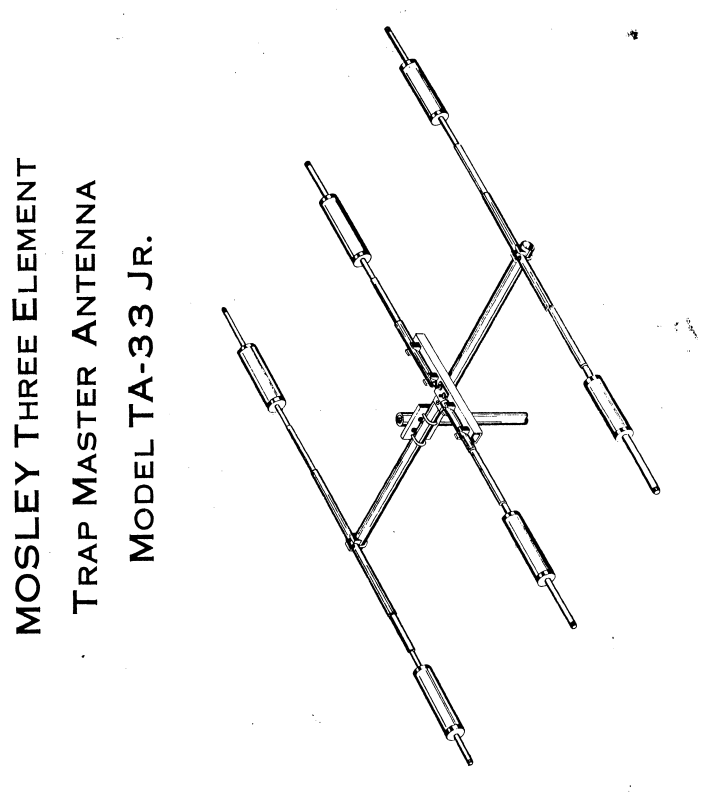 MOSLEY THREE ELEMENT
TRAP MASTER ANTENNA
MODEL TA-33 JR.